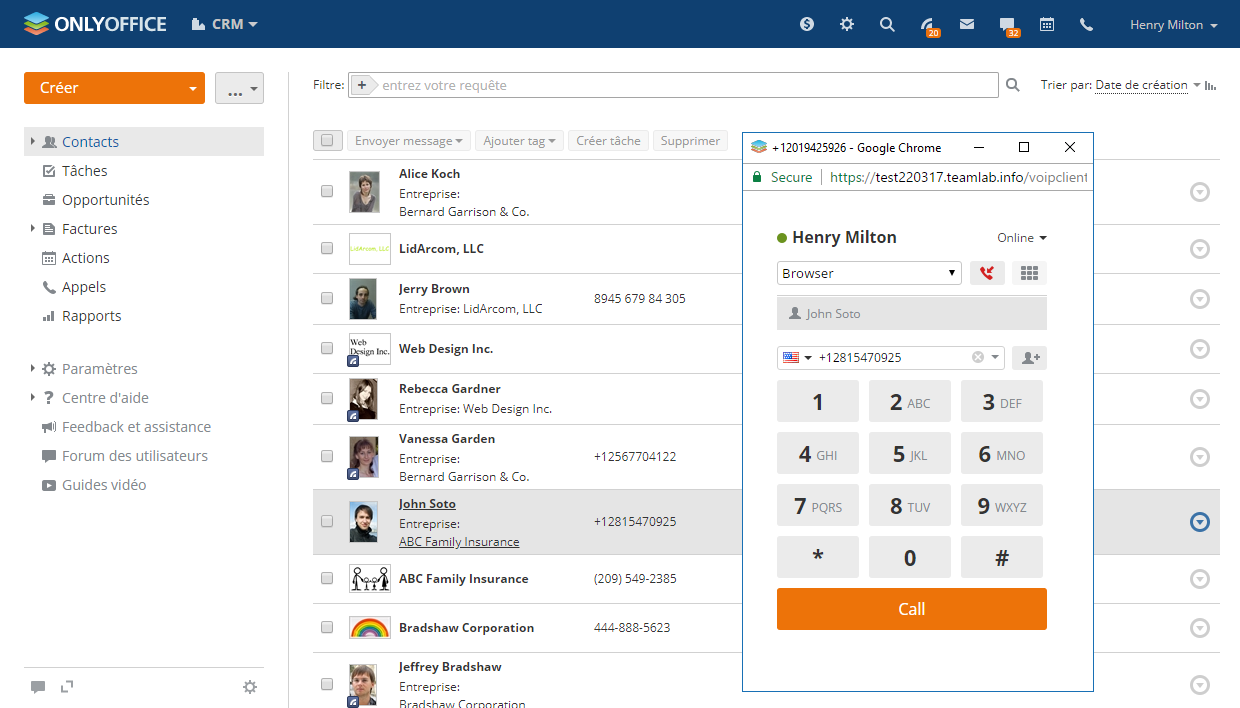 ONLYOFFICE CRM
20
32
Henry Milton
Créer
...
Contacts
Tâches
Opportunités
Factures
Actions
Appels
Rapports
Paramètres
Centre d'aide
Feedback et assistance
Forum des utilisateurs
Guides vidéo
Filtre: + entrez votre requête
Trier par: Date de création
Envoyer message Ajouter tag Créer tâche Supprimer
Alice Koch
Entreprise:
Bernard Garrison & Co.
LidArcom, LLC
LidArcom, LLC
Jerry Brown
Entreprise: LidArcom, LLC
8945 679 84 305
Web
Design Inc.
Web Design Inc.
Rebecca Gardner
Entreprise: Web Design Inc.
Vanessa Garden
Entreprise:
Bernard Garrison & Co.
+12567704122
John Soto
Entreprise:
ABC Family Insurance
+12815470925
ABC Family Insurance
(209) 549-2385
Bradshaw Corporation
444-888-5623
Jeffrey Bradshaw
Entreprise:
Bradshaw Corporation
+12019425926 - Google Chrome
Secure https://test220317.teamlab.info/voipclient
Henry Milton
Online
Browser
John Soto
+12815470925
1
2 ABC
3 DEF
4 GHI
5 JKL
6 MNO
7 PQRS
8 TUV
9 WXYZ
*
0
#
Call